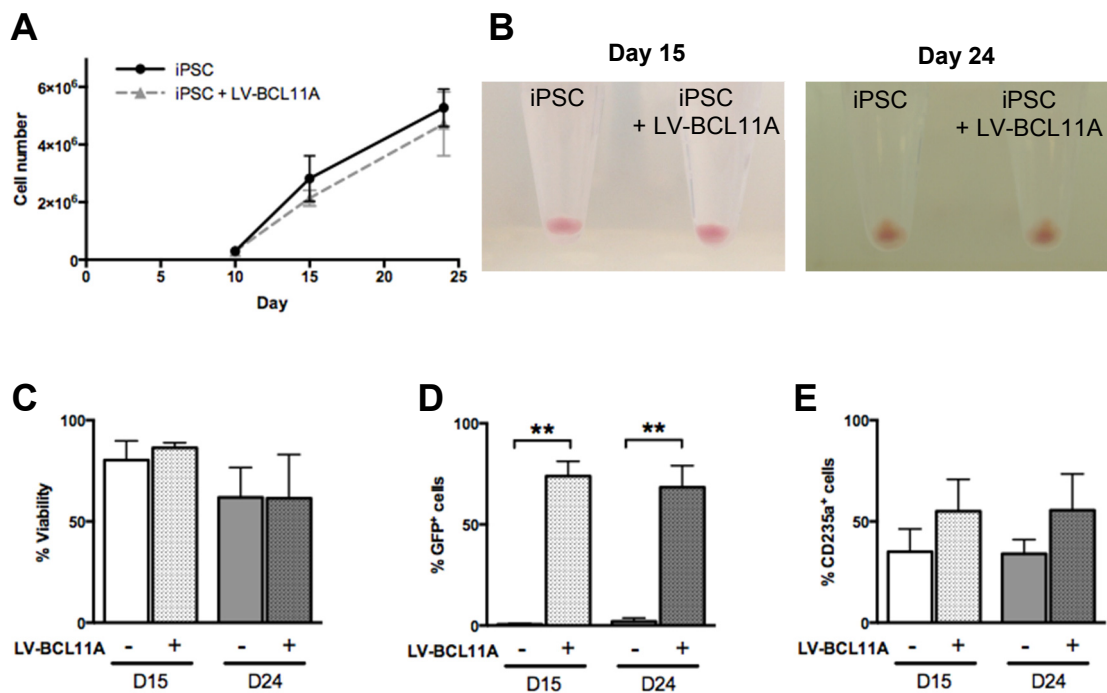 A
iPSC
iPSC + LV-BCL11A
6×10⁶
4×10⁶
2×10⁶
0
Cell number
0 5 10 15 20 25
Day
B
Day 15
Day 24
iPSC
iPSC
+ LV-BCL11A
iPSC
iPSC
+ LV-BCL11A
C
100
50
0
% Viability
LV-BCL11A - + - +
D15 D24
D
100
50
0
% GFP⁺ cells
** **
LV-BCL11A - + - +
D15 D24
E
100
50
0
% CD235a⁺ cells
LV-BCL11A - + - +
D15 D24